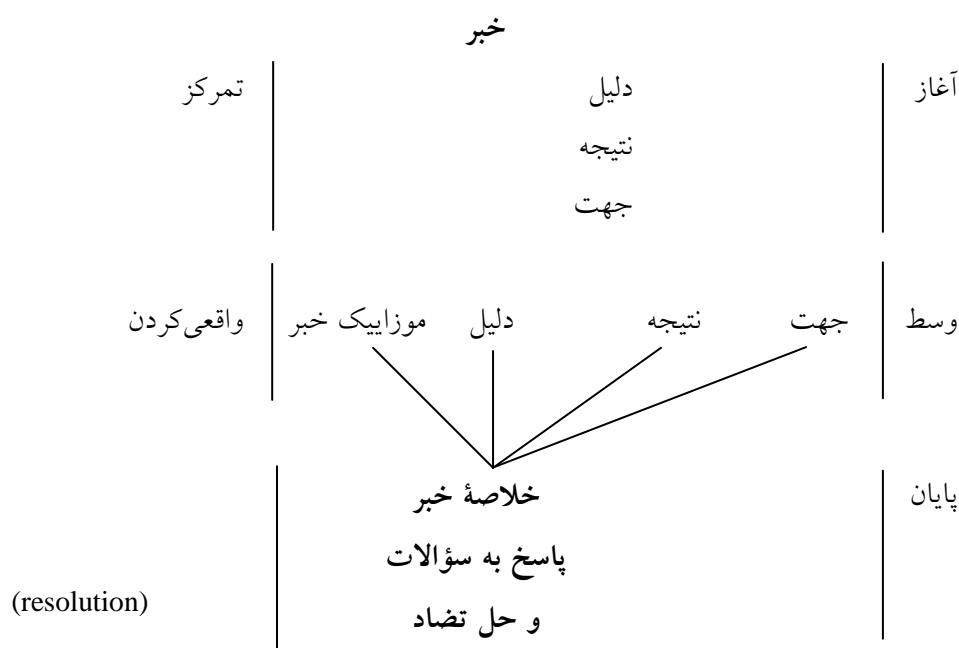 خبر
آغاز دلیل تمرکز
نتیجه
جهت
وسط جهت نتیجه دلیل موزاییک خبر واقعی‌کردن
پایان خلاصۀ خبر
پاسخ به سؤالات
(resolution)
و حل تضاد